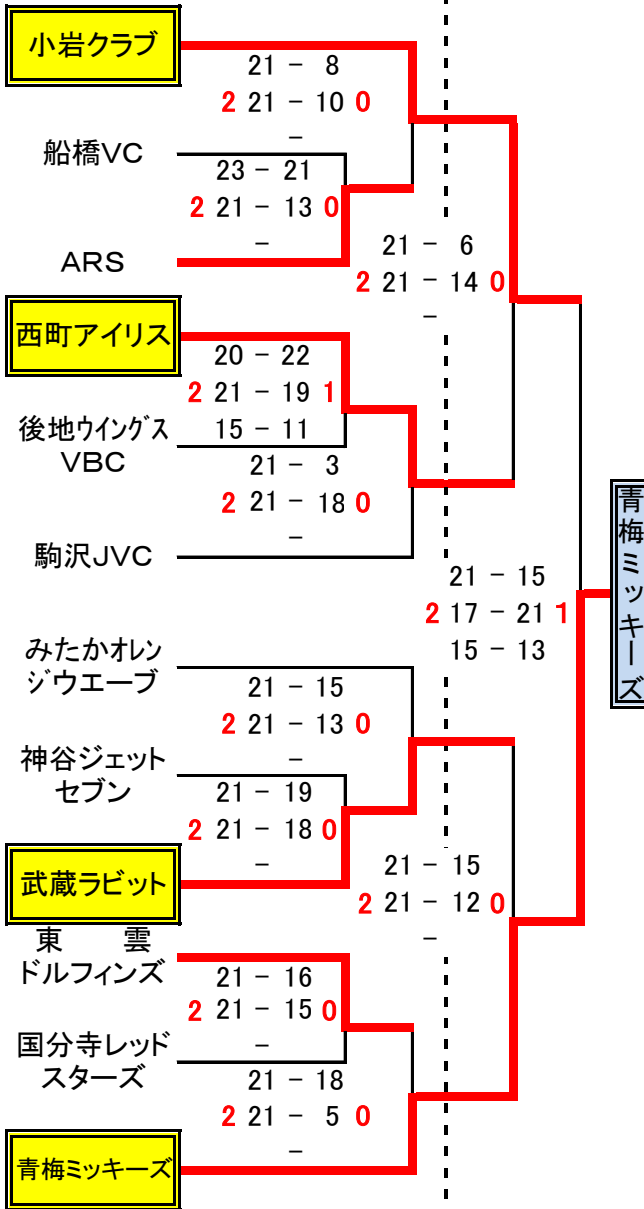 小岩クラブ
21 － 8
2 21 － 10 0
－
船橋VC
23 － 21
2 21 － 13 0
－
ARS
21 － 6
2 21 － 14 0
－
西町アイリス
20 － 22
2 21 － 19 1
15 － 11
後地ウイングス
VBC
21 － 3
2 21 － 18 0
－
駒沢JVC
21 － 15
2 17 － 21 1
15 － 13
青梅ミッキーズ
みたかオレン
ジウエーブ
21 － 15
2 21 － 13 0
－
神谷ジェット
セブン
21 － 19
2 21 － 18 0
－
武蔵ラビット
21 － 15
2 21 － 12 0
－
東　雲
ドルフィンズ
21 － 16
2 21 － 15 0
－
国分寺レッド
スターズ
21 － 18
2 21 － 5 0
－
青梅ミッキーズ